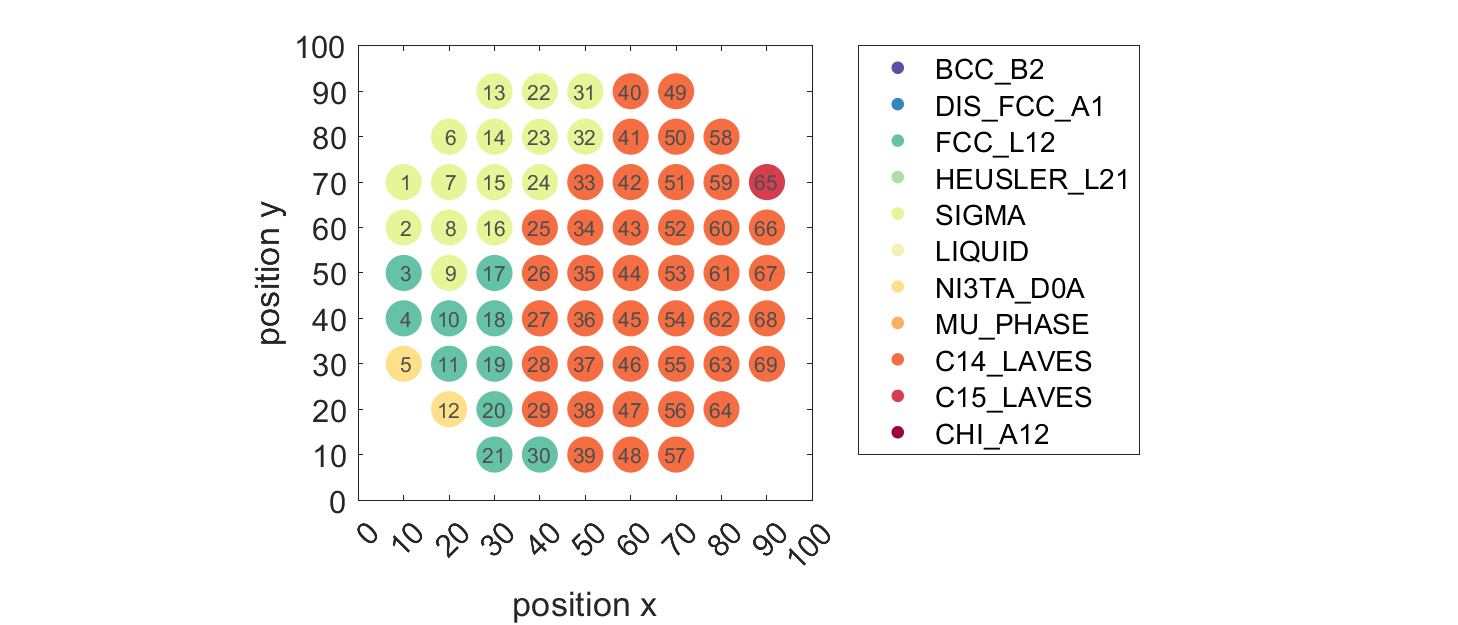 100
90
80
70
60
50
40
30
20
10
0
position y
13 22 31 40 49
6 14 23 32 41 50 58
1 7 15 24 33 42 51 59 65
2 8 16 25 34 43 52 60 66
3 9 17 26 35 44 53 61 67
4 10 18 27 36 45 54 62 68
5 11 19 28 37 46 55 63 69
12 20 29 38 47 56 64
21 30 39 48 57
0 10 20 30 40 50 60 70 80 90 100
position x
BCC_B2
DIS_FCC_A1
FCC_L12
HEUSLER_L21
SIGMA
LIQUID
NI3TA_D0A
MU_PHASE
C14_LAVES
C15_LAVES
CHI_A12